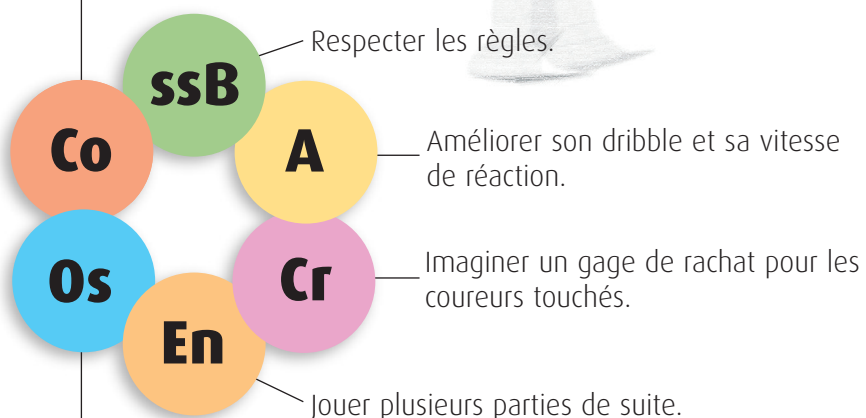 ssB
Respecter les règles.
Co
A
Améliorer son dribble et sa vitesse
de réaction.
Os
Cr
Imaginer un gage de rachat pour les
coureurs touchés.
En
Jouer plusieurs parties de suite.